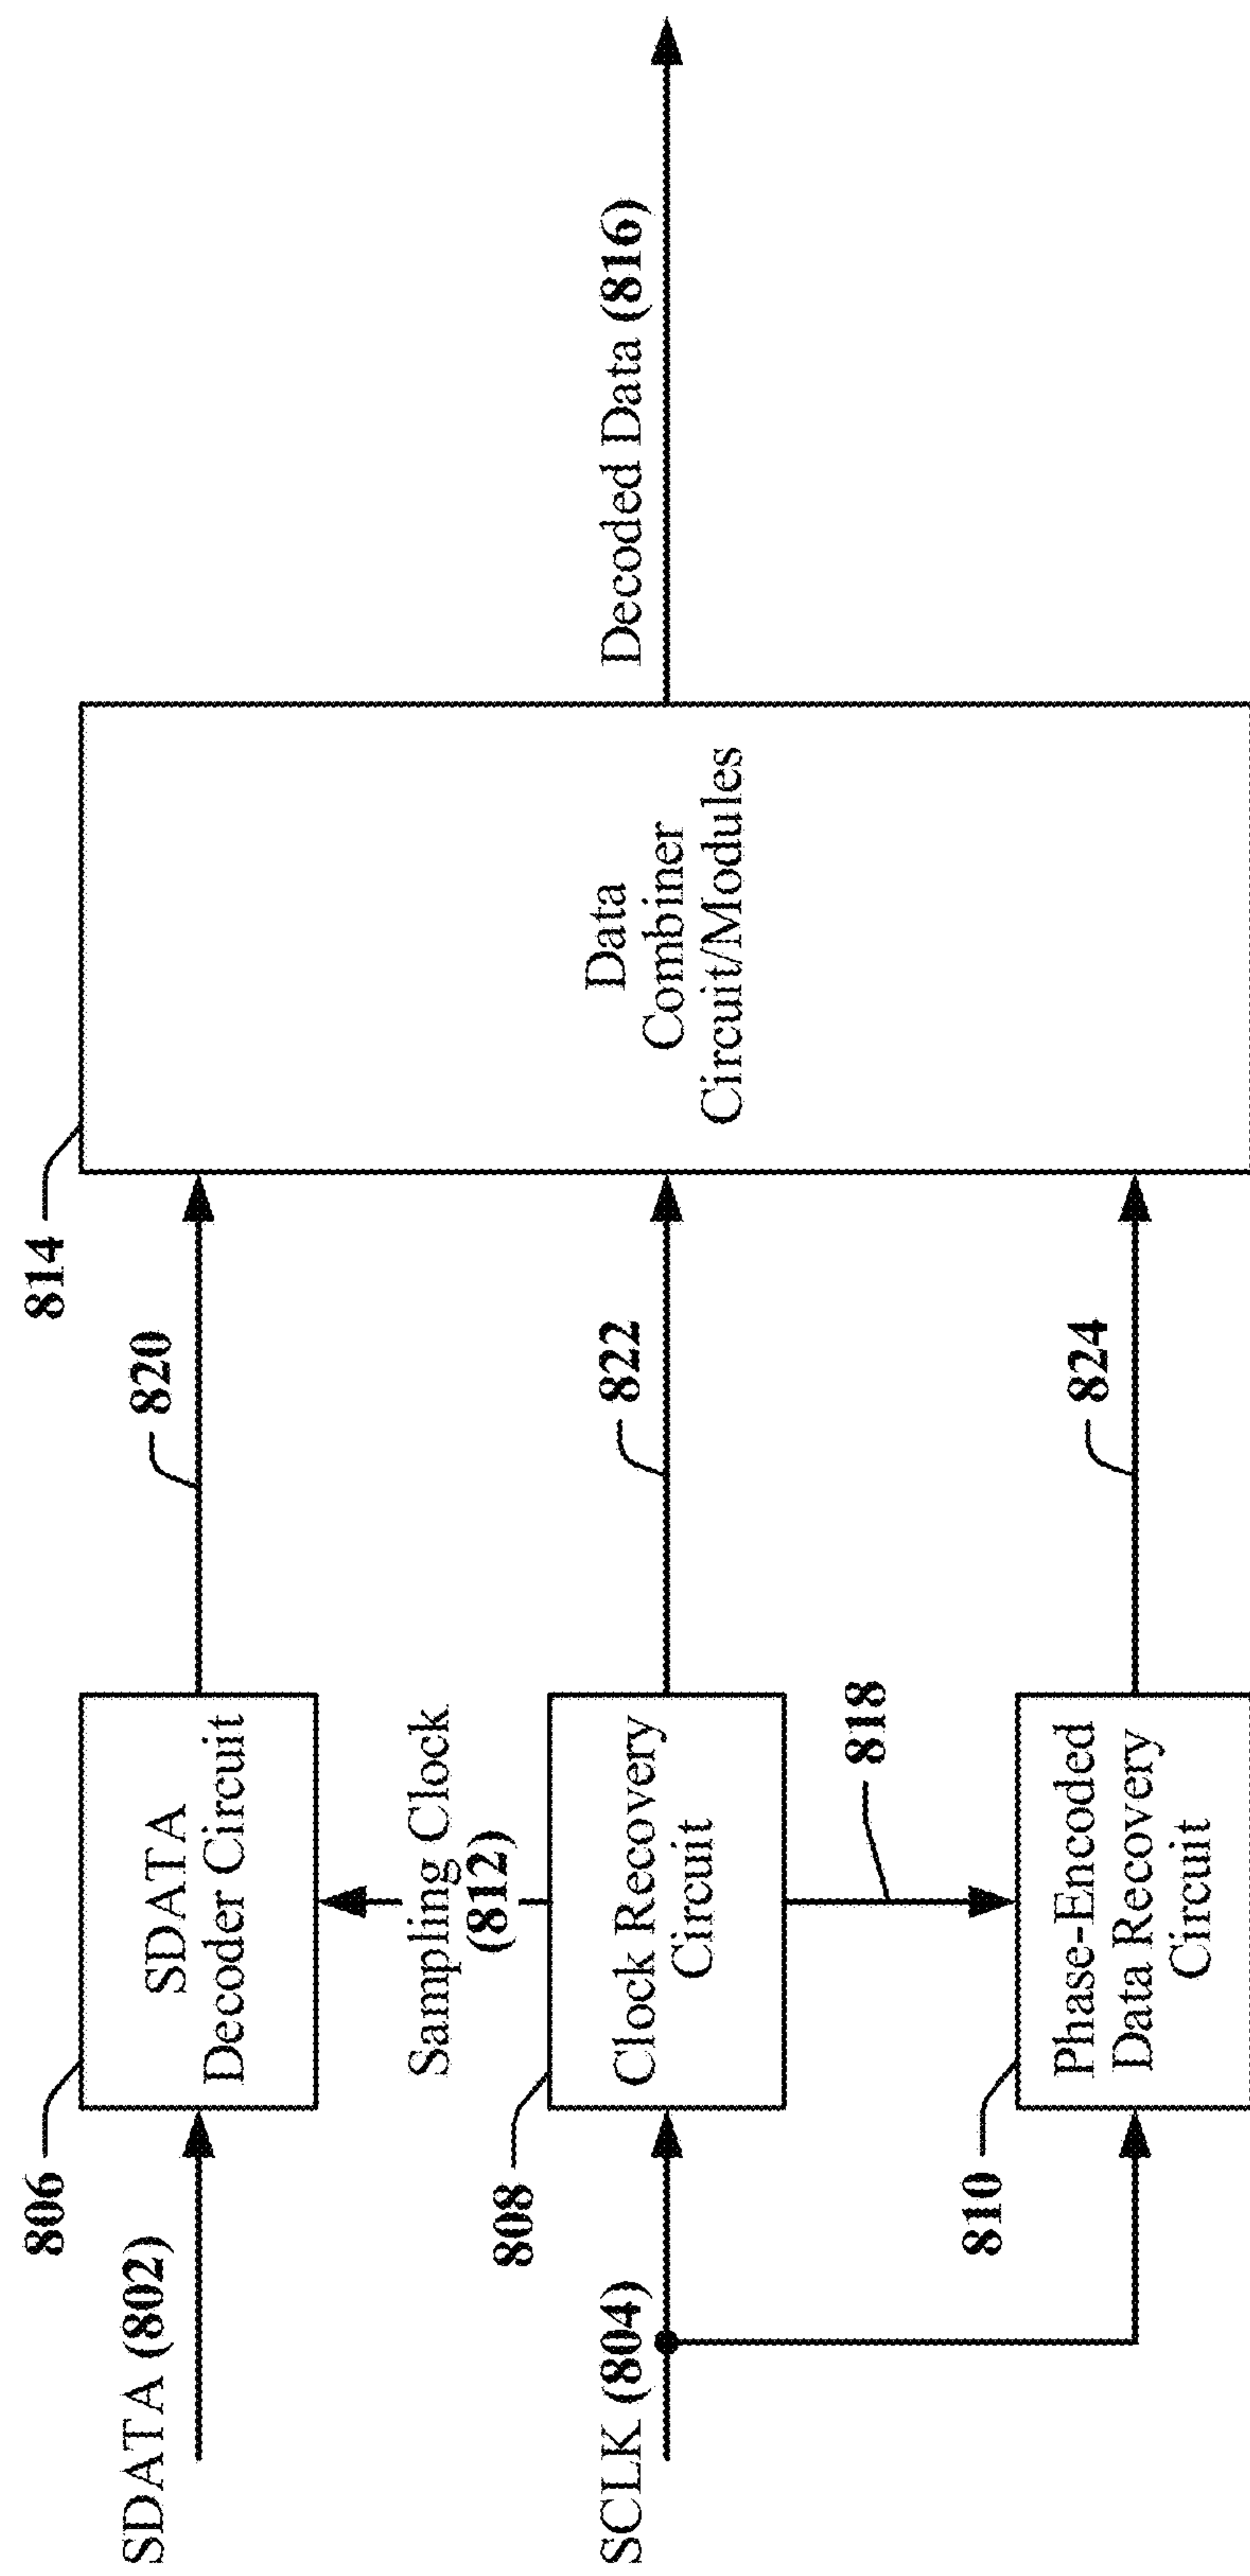 806
SDATA (802)
SDATA
Decoder Circuit
820
814
Sampling Clock
(812)
808
SCLK (804)
Clock Recovery
Circuit
822
Data
Combiner
Circuit/Modules
Decoded Data (816)
818
810
Phase-Encoded
Data Recovery
Circuit
824